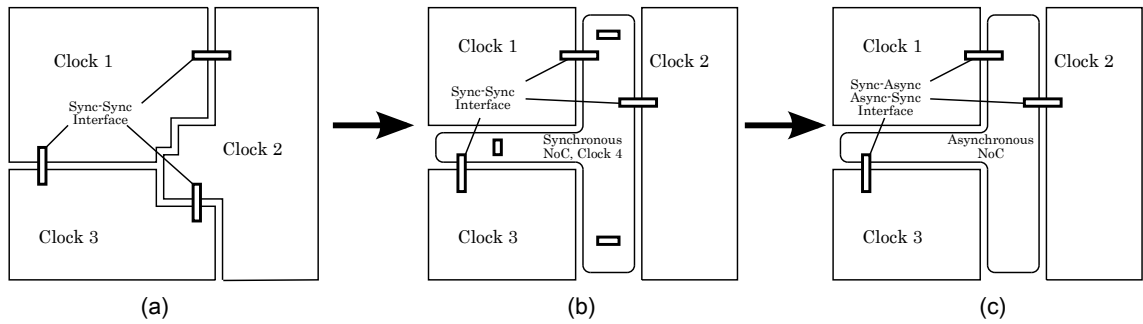 Clock 1
Sync-Sync
Interface
Clock 2
Clock 3
(a)
Clock 1
Clock 2
Sync-Sync
Interface
Synchronous
NoC, Clock 4
Clock 3
(b)
Clock 1
Clock 2
Sync-Async
Async-Sync
Interface
Asynchronous
NoC
Clock 3
(c)